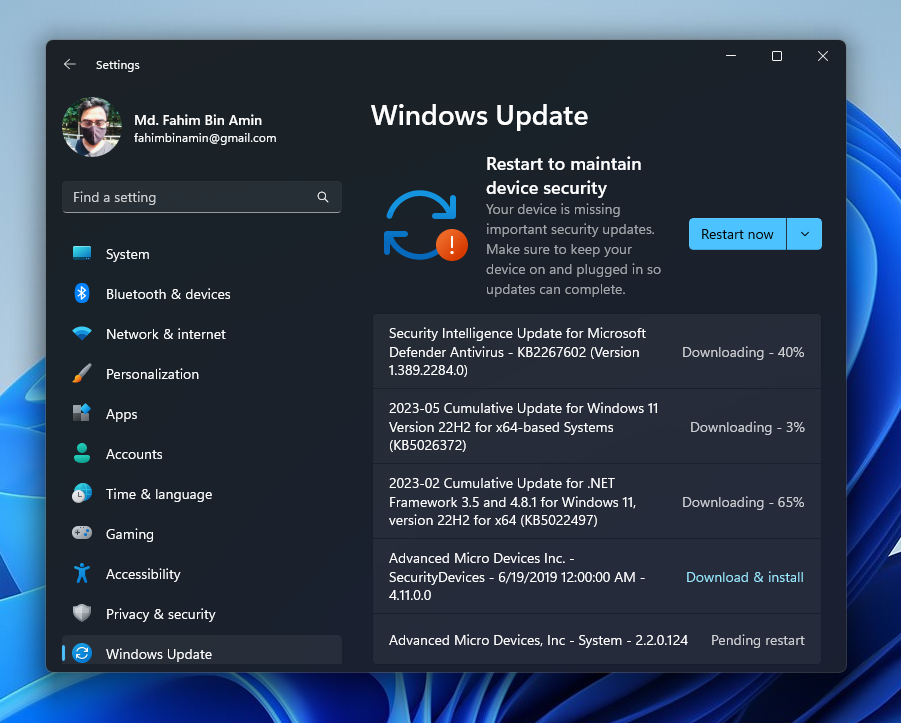 Settings
Md. Fahim Bin Amin
fahimbinamin@gmail.com
Find a setting
System
Bluetooth & devices
Network & internet
Personalization
Apps
Accounts
Time & language
Gaming
Accessibility
Privacy & security
Windows Update
Windows Update
Restart to maintain
device security
Your device is missing
important security updates.
Make sure to keep your
device on and plugged in so
updates can complete.
Restart now
Security Intelligence Update for Microsoft
Defender Antivirus - KB2267602 (Version
1.389.2284.0)
Downloading - 40%
2023-05 Cumulative Update for Windows 11
Version 22H2 for x64-based Systems
(KB5026372)
Downloading - 3%
2023-02 Cumulative Update for .NET
Framework 3.5 and 4.8.1 for Windows 11,
version 22H2 for x64 (KB5022497)
Downloading - 65%
Advanced Micro Devices Inc. -
SecurityDevices - 6/19/2019 12:00:00 AM -
4.11.0.0
Download & install
Advanced Micro Devices, Inc - System - 2.2.0.124
Pending restart